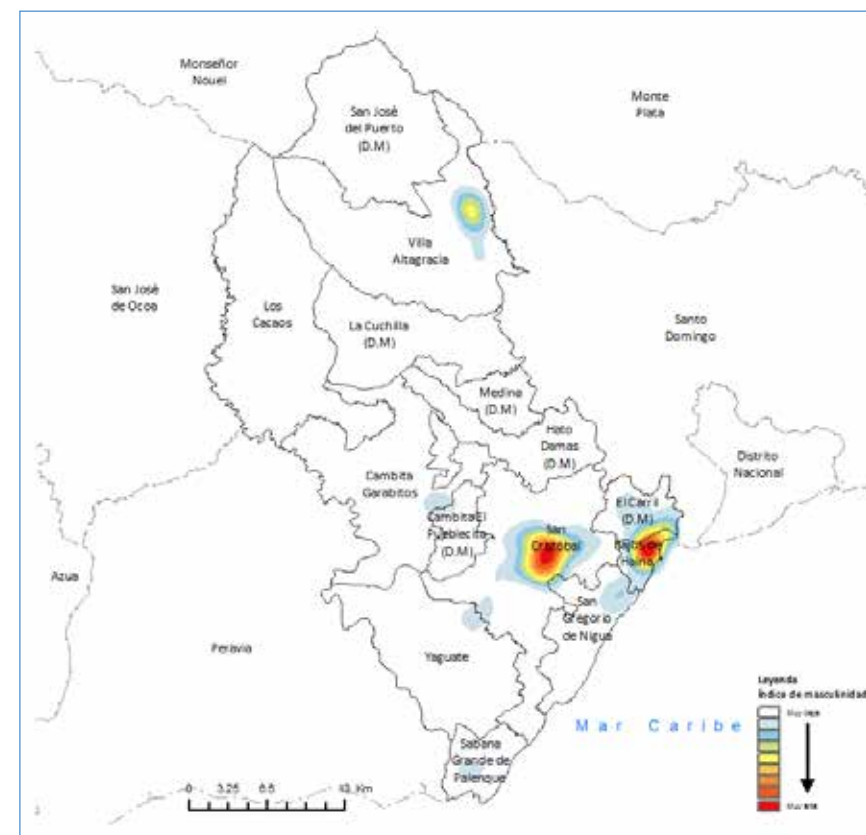 Monseñor
Nouel
Monte
Plata
San José
del Puerto
(D.M)
Villa
Altagracia
San José
de Ocoa
Los
Cacaos
La Cuchilla
(D.M)
Santo
Domingo
Medina
(D.M)
Hato
Damas
(D.M)
Distrito
Nacional
Cambita
Garabitos
El Carril
(D.M)
Cambita El
Pueblecito
(D.M)
San
Cristóbal
Bajos de
Haina
Azua
San
Gregorio
de Nigua
Peravia
Yaguate
Leyenda
Índice de masculinidad
Mar Caribe
Sabana
Grande de
Palenque
0 3.25 6.5 13 Km